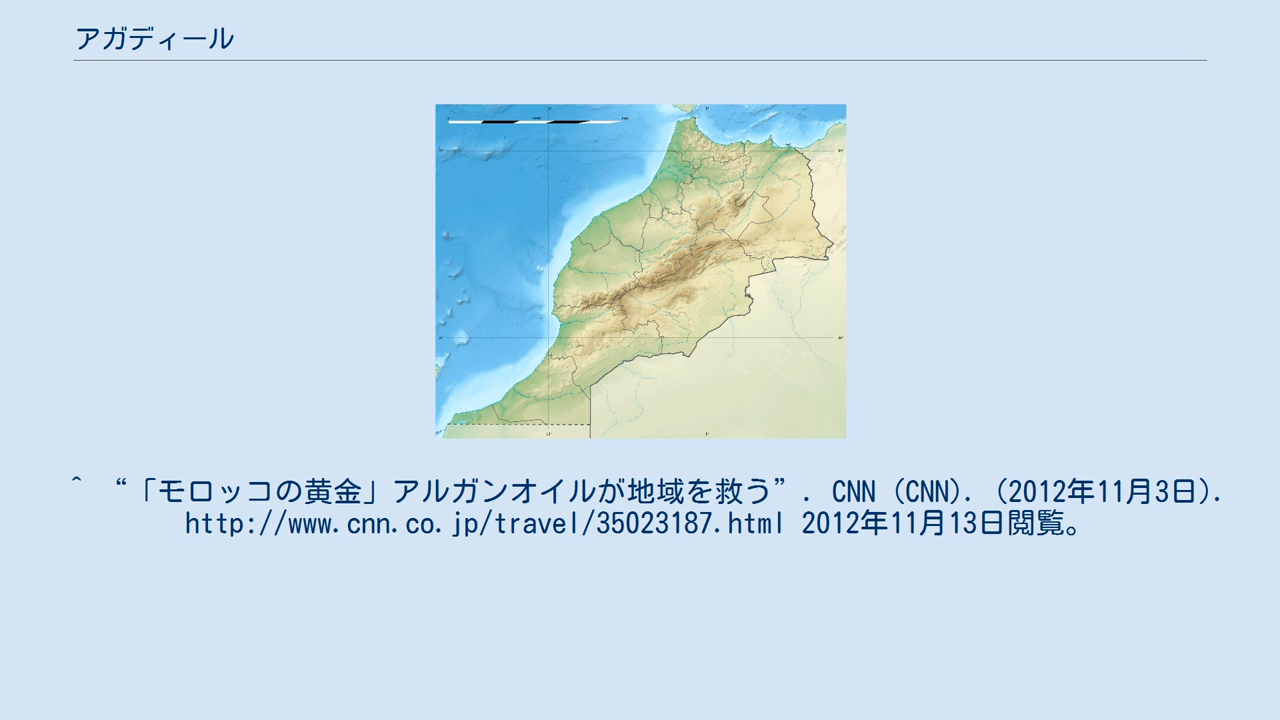 アガディール
^ “「モロッコの黄金」アルガンオイルが地域を救う”. CNN (CNN). (2012年11月3日).
http://www.cnn.co.jp/travel/35023187.html 2012年11月13日閲覧。